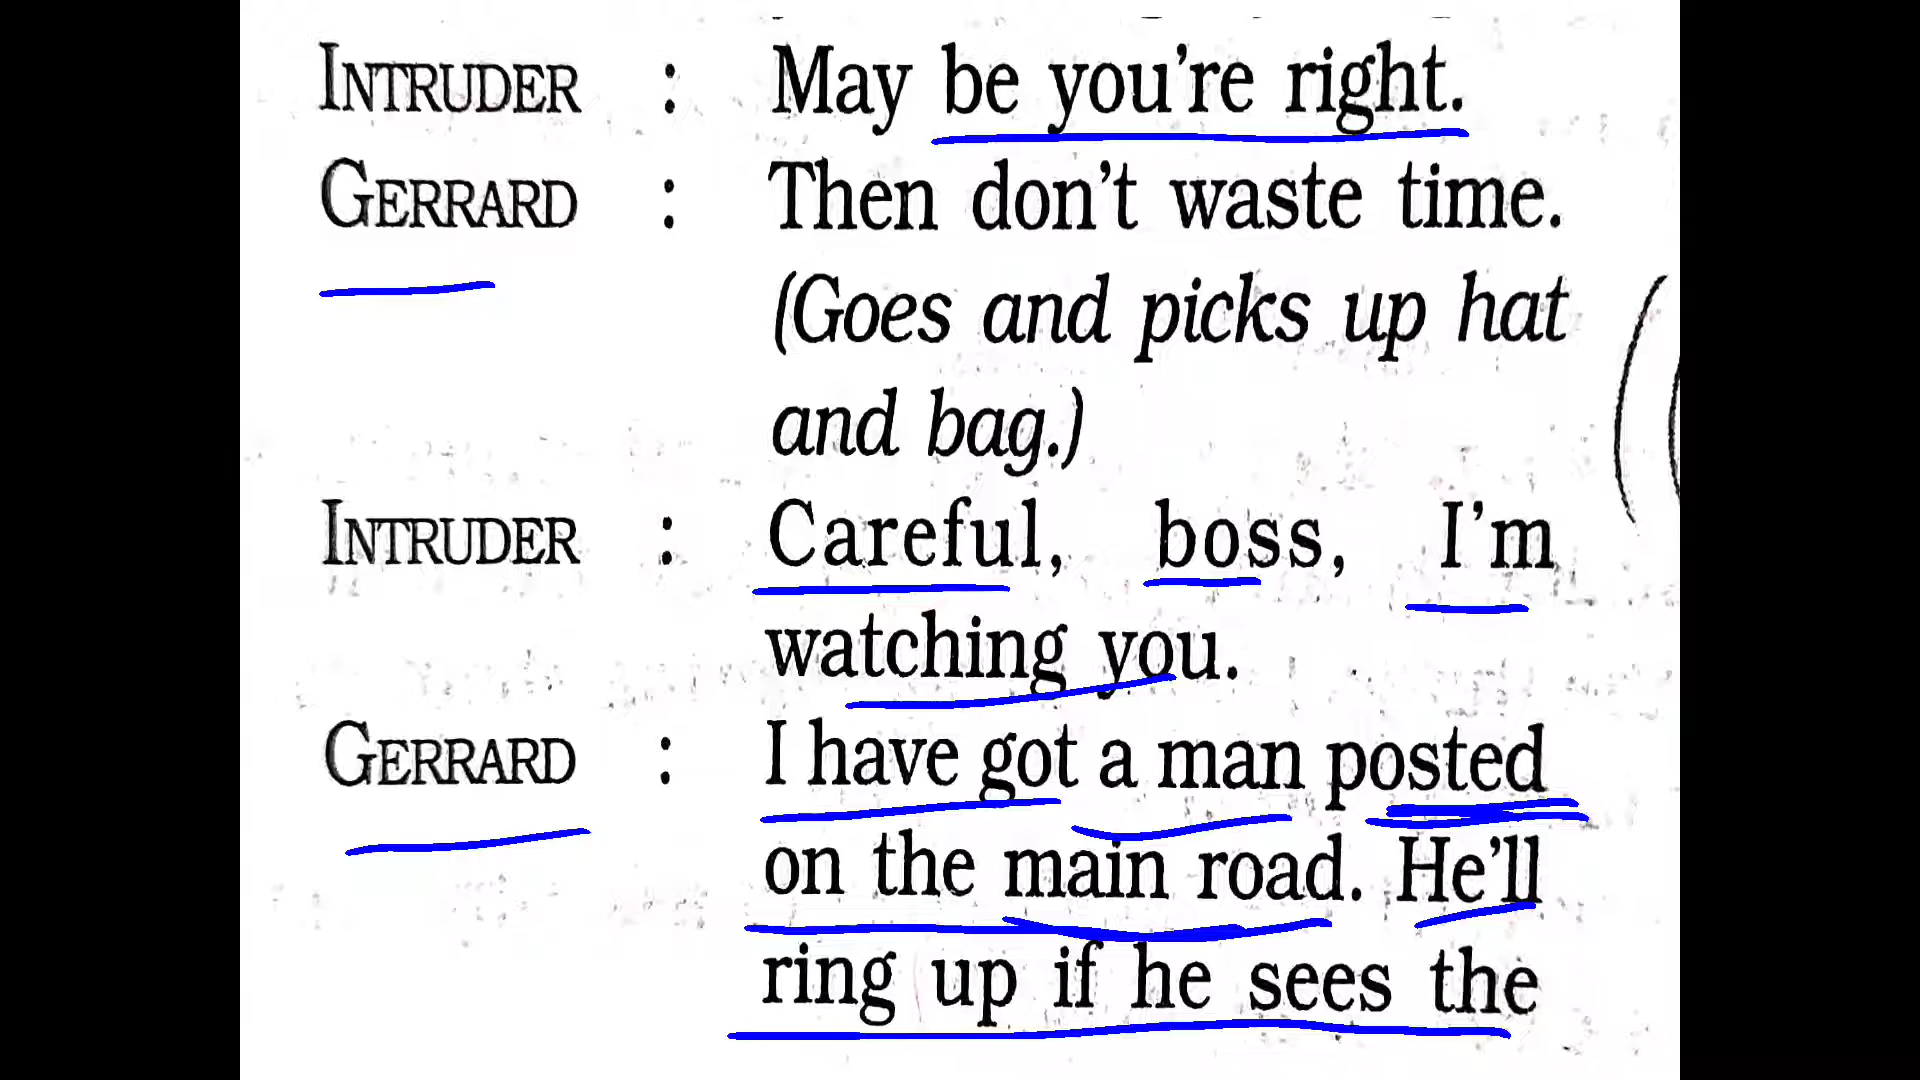 INTRUDER : May be you're right.
GERRARD : Then don't waste time.
(Goes and picks up hat
and bag.)
INTRUDER : Careful, boss, I'm
watching you.
GERRARD : I have got a man posted
on the main road. He'll
ring up if he sees the